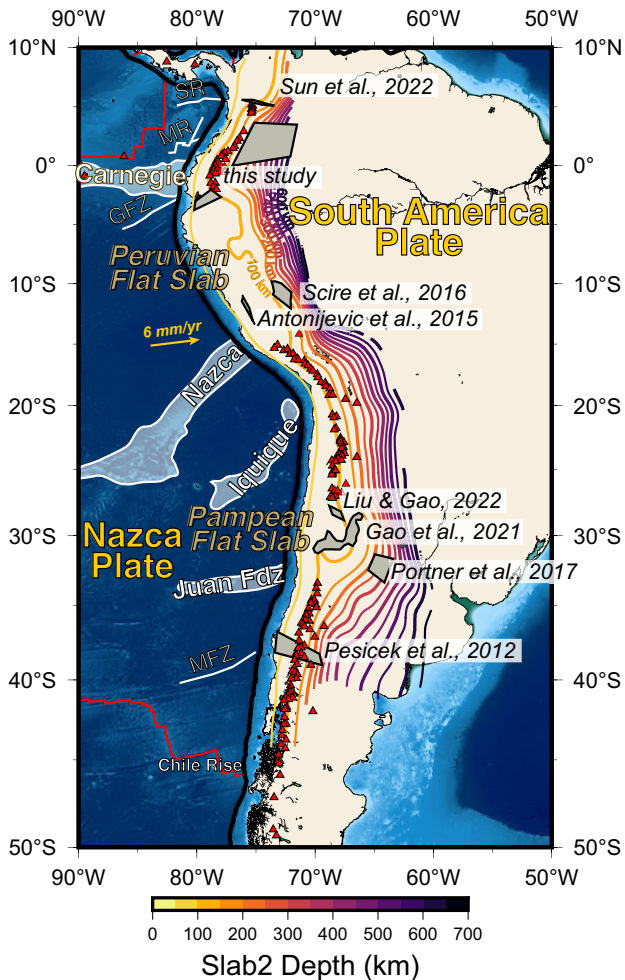 90°W 80°W 70°W 60°W 50°W
10°N 10°N
Sun et al., 2022
SR
MR
0° 0°
Carnegie
this study
GFZ
600 km
South America
Plate
Peruvian
Flat Slab
100 km
10°S 10°S
Scire et al., 2016
Antonijevic et al., 2015
6 mm/yr
Nazca
20°S 20°S
Iquique
Liu & Gao, 2022
Pampean
Flat Slab
Gao et al., 2021
30°S 30°S
Nazca
Plate
Portner et al., 2017
Juan Fdz
Pesicek et al., 2012
MFZ
40°S 40°S
Chile Rise
50°S 50°S
90°W 80°W 70°W 60°W 50°W
0 100 200 300 400 500 600 700
Slab2 Depth (km)